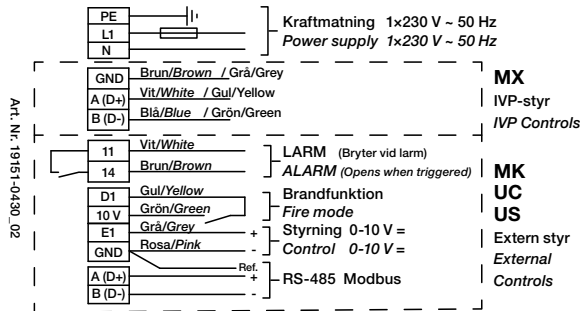 PE
L1
N
Kraftmatning 1×230 V ~ 50 Hz
Power supply 1×230 V ~ 50 Hz
GND Brun/Brown / Grå/Grey
A (D+) Vit/White / Gul/Yellow
B (D-) Blå/Blue / Grön/Green
MX
IVP-styr
IVP Controls
Art. Nr. 19151-0430_02
11 Vit/White
14 Brun/Brown
LARM (Bryter vid larm)
ALARM (Opens when triggered)
D1 Gul/Yellow
10 V Grön/Green
Brandfunktion
Fire mode
E1 Grå/Grey +
GND Rosa/Pink -
Styrning 0-10 V =
Control 0-10 V =
Ref.
A (D+) +
B (D-) -
RS-485 Modbus
MK
UC
US
Extern styr
External
Controls